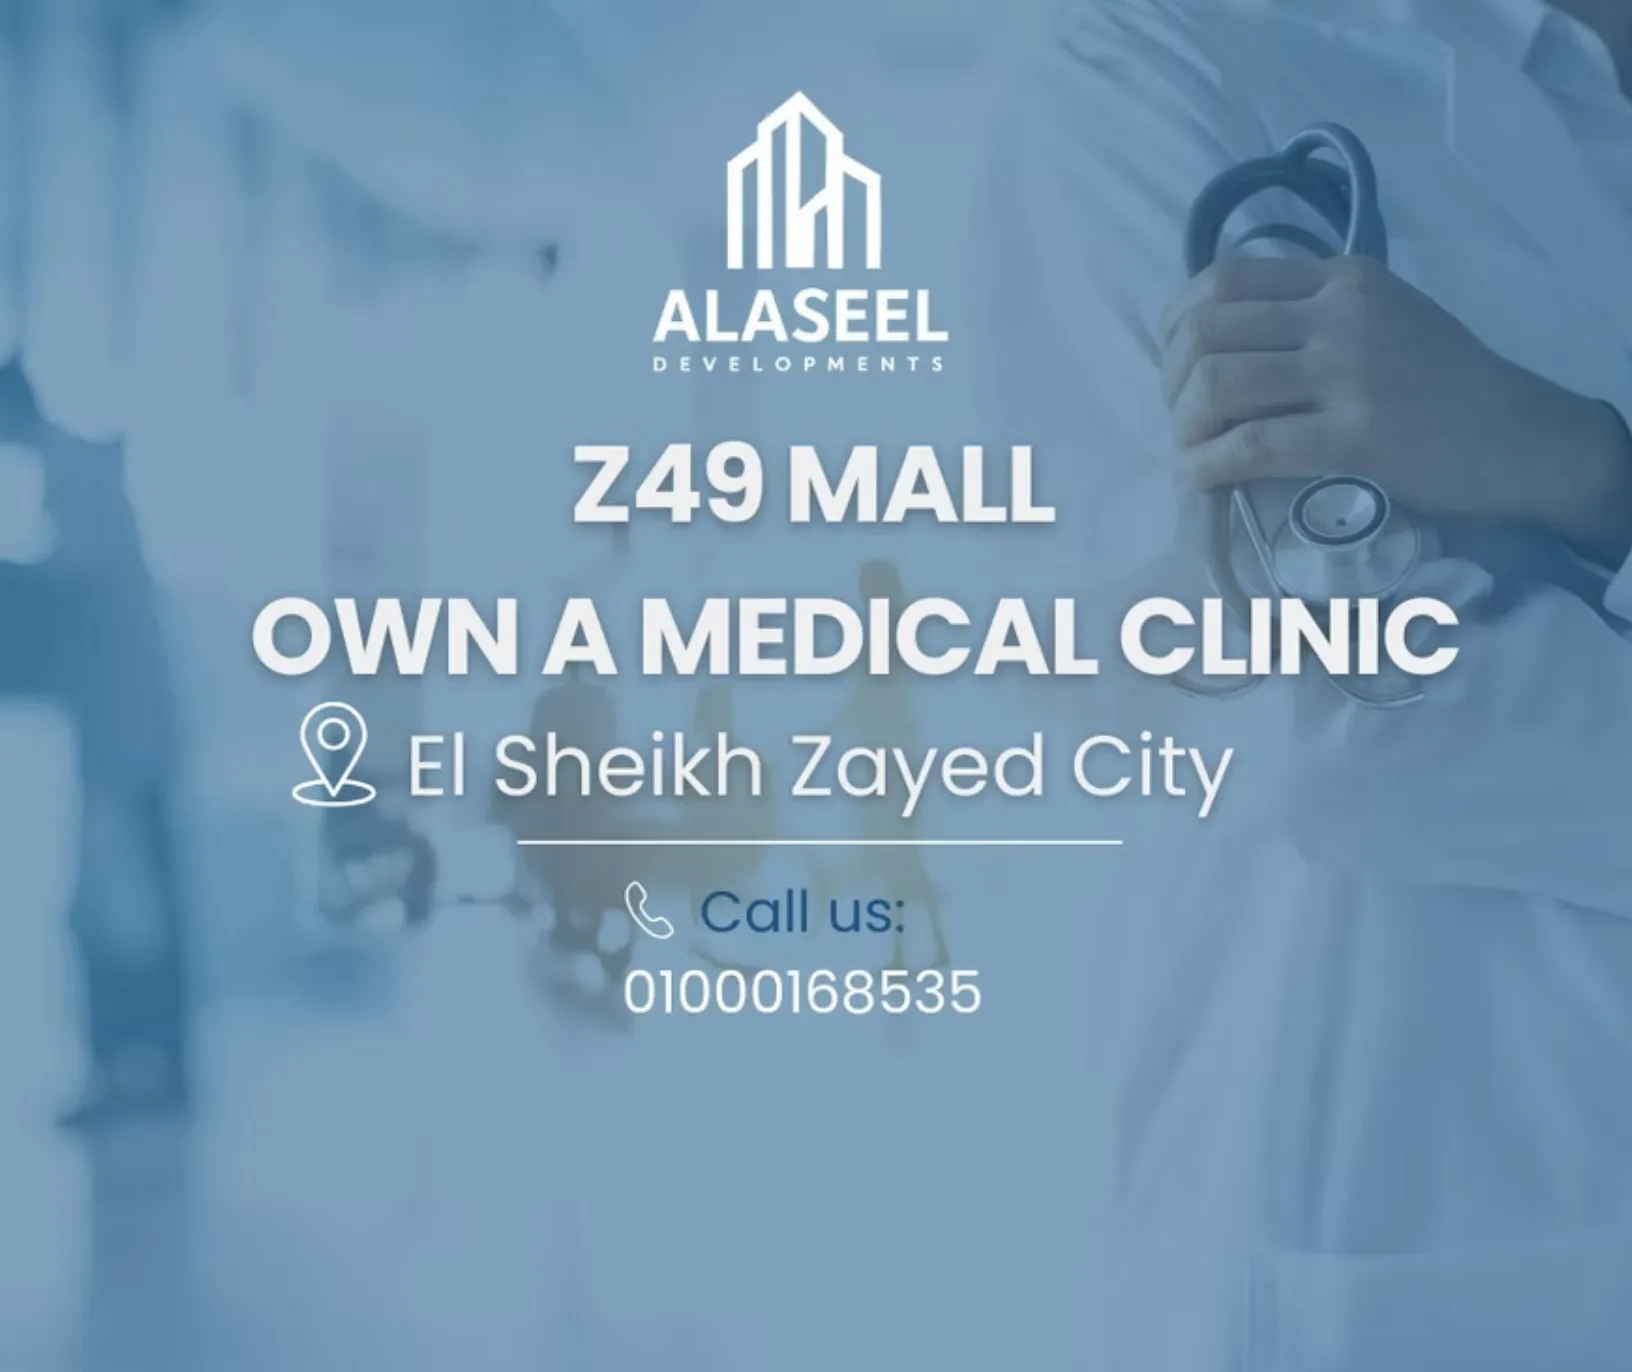 ALASEEL
DEVELOPMENTS
Z49 MALL
OWN A MEDICAL CLINIC
El Sheikh Zayed City
Call us:
01000168535